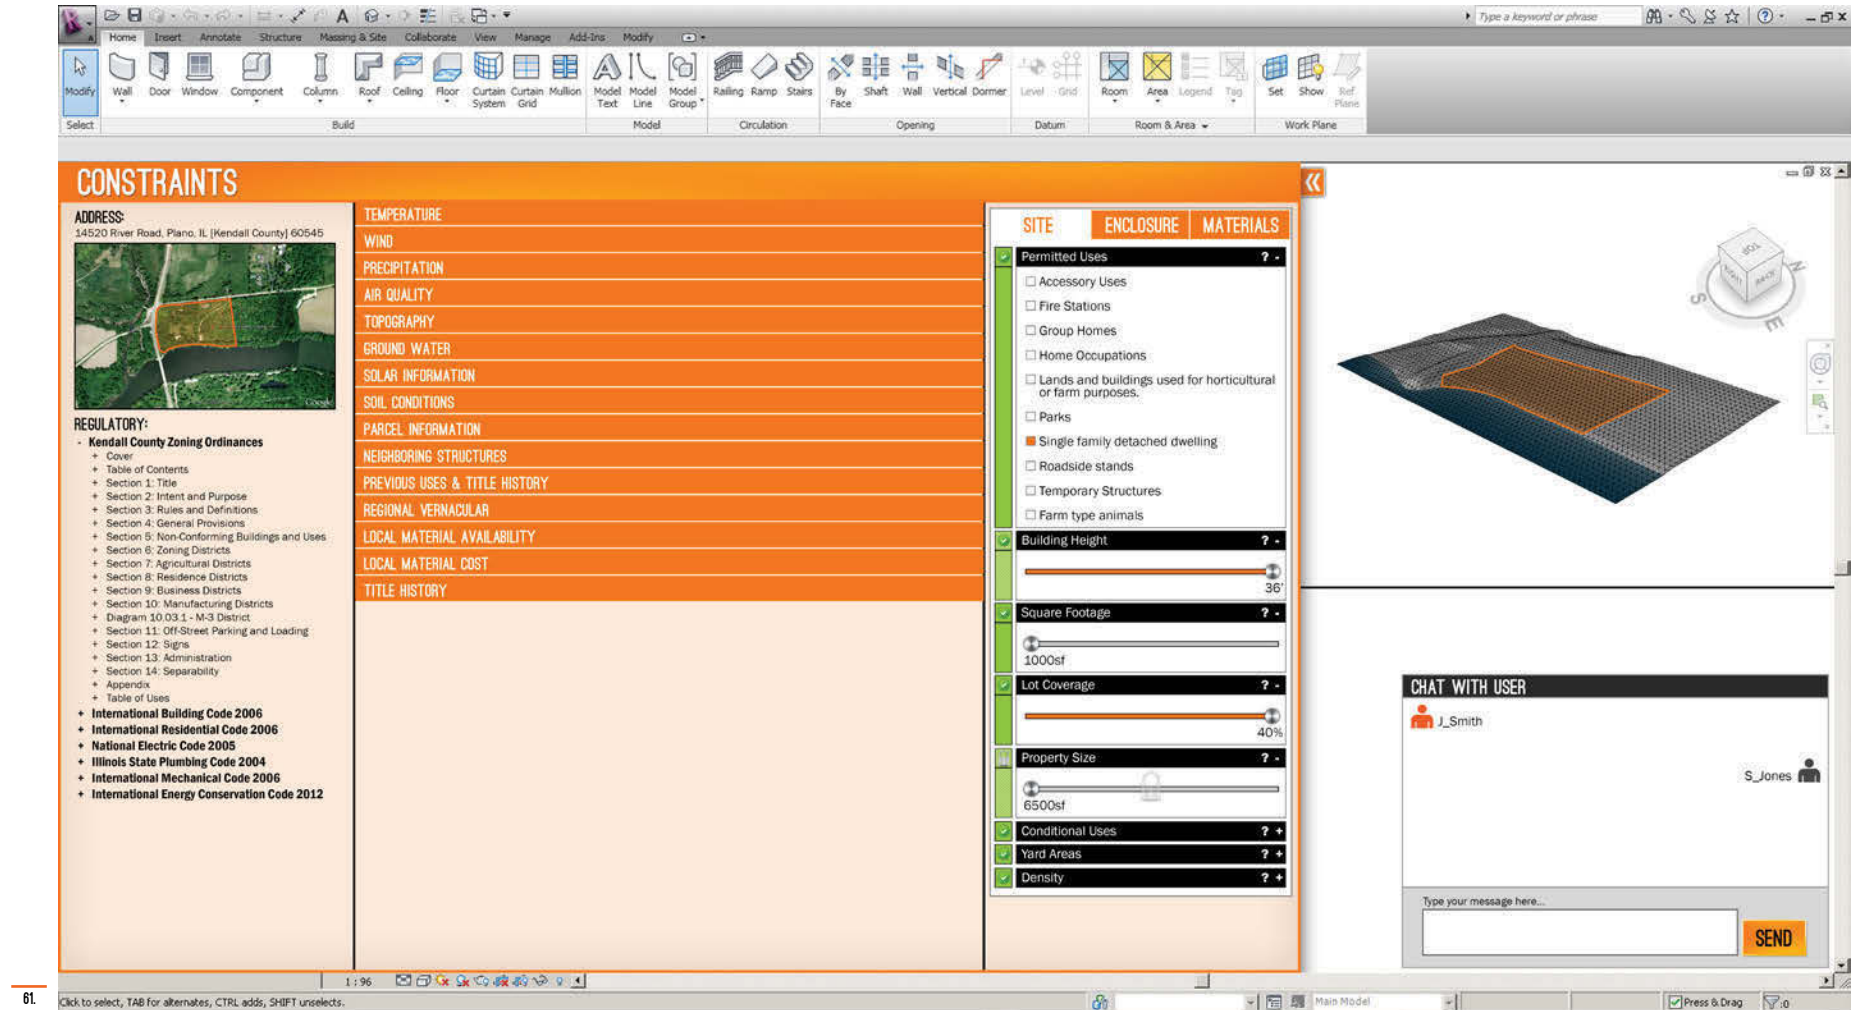 Type a keyword or phrase
Home Insert Annotate Structure Massing & Site Collaborate View Manage Add-Ins Modify
Modify Wall Door Window Component Column Roof Ceiling Floor Curtain System Curtain Grid Mullion Model Text Model Line Model Group Railing Ramp Stairs By Face Shaft Wall Vertical Dormer Level Grid Room Area Legend Tag Set Show Ref Plane
Select Build Model Circulation Opening Datum Room & Area Work Plane
CONSTRAINTS
ADDRESS:
14520 River Road, Plano, IL [Kendall County] 60545
Google
REGULATORY:
- Kendall County Zoning Ordinances
+ Cover
+ Table of Contents
+ Section 1: Title
+ Section 2: Intent and Purpose
+ Section 3: Rules and Definitions
+ Section 4: General Provisions
+ Section 5: Non-Conforming Buildings and Uses
+ Section 6: Zoning Districts
+ Section 7: Agricultural Districts
+ Section 8: Residence Districts
+ Section 9: Business Districts
+ Section 10: Manufacturing Districts
+ Diagram 10.03.1 - M-3 District
+ Section 11: Off-Street Parking and Loading
+ Section 12: Signs
+ Section 13: Administration
+ Section 14: Separability
+ Appendix
+ Table of Uses
+ International Building Code 2006
+ International Residential Code 2006
+ National Electric Code 2005
+ Illinois State Plumbing Code 2004
+ International Mechanical Code 2006
+ International Energy Conservation Code 2012
TEMPERATURE
WIND
PRECIPITATION
AIR QUALITY
TOPOGRAPHY
GROUND WATER
SOLAR INFORMATION
SOIL CONDITIONS
PARCEL INFORMATION
NEIGHBORING STRUCTURES
PREVIOUS USES & TITLE HISTORY
REGIONAL VERNACULAR
LOCAL MATERIAL AVAILABILITY
LOCAL MATERIAL COST
TITLE HISTORY
SITE ENCLOSURE MATERIALS
Permitted Uses ? -
Accessory Uses
Fire Stations
Group Homes
Home Occupations
Lands and buildings used for horticultural
or farm purposes.
Parks
Single family detached dwelling
Roadside stands
Temporary Structures
Farm type animals
Building Height ? -
36'
Square Footage ? -
1000sf
Lot Coverage ? -
40%
Property Size ? -
6500sf
Conditional Uses ? +
Yard Areas ? +
Density ? +
TOP
RIGHT
BACK
N
S
E
CHAT WITH USER
J_Smith
S_Jones
Type your message here...
SEND
1 : 96
61.
Click to select, TAB for alternates, CTRL adds, SHIFT unselects.
Main Model
Press & Drag
:0